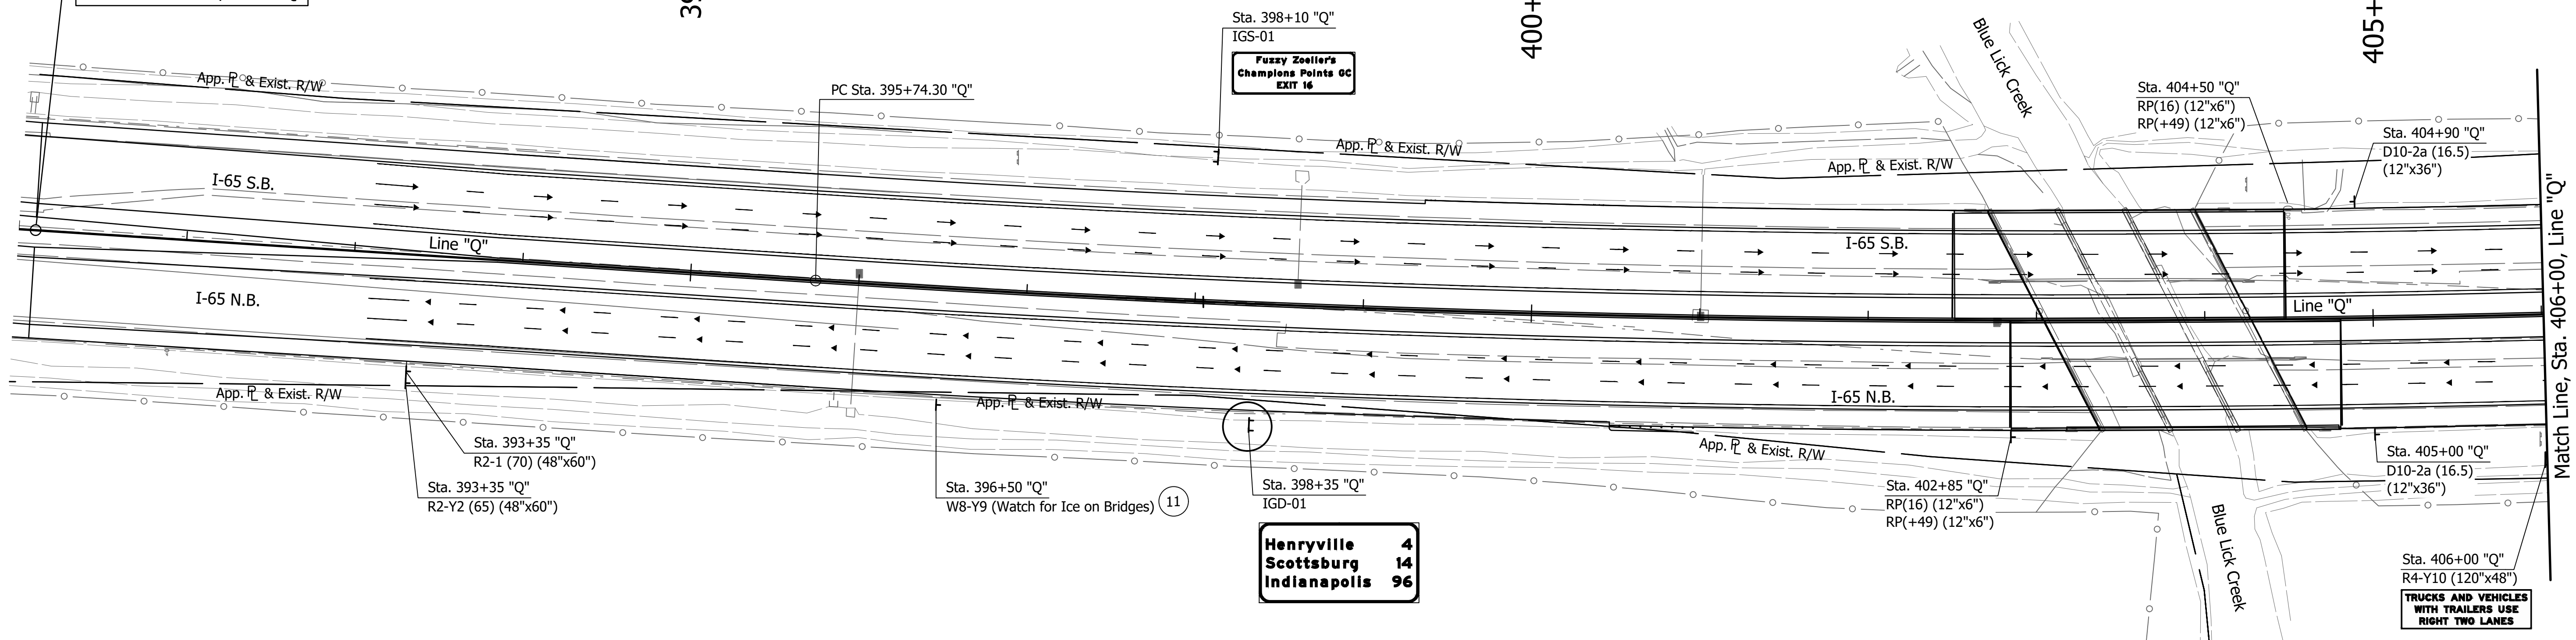 39
Sta. 398+10 "Q"
IGS-01
Fuzzy Zoeller's
Champions Points GC
EXIT 16
400+
405+
Blue Lick Creek
App. PL & Exist. R/W
PC Sta. 395+74.30 "Q"
App. PL & Exist. R/W
App. PL & Exist. R/W
Sta. 404+50 "Q"
RP(16) (12"x6")
RP(+49) (12"x6")
Sta. 404+90 "Q"
D10-2a (16.5)
(12"x36")
I-65 S.B.
Line "Q"
I-65 S.B.
Line "Q"
I-65 N.B.
I-65 N.B.
Match Line, Sta. 406+00, Line "Q"
App. PL & Exist. R/W
App. PL & Exist. R/W
App. PL & Exist. R/W
Sta. 393+35 "Q"
R2-1 (70) (48"x60")
Sta. 393+35 "Q"
R2-Y2 (65) (48"x60")
Sta. 396+50 "Q"
W8-Y9 (Watch for Ice on Bridges) 11
Sta. 398+35 "Q"
IGD-01
Henryville 4
Scottsburg 14
Indianapolis 96
Sta. 402+85 "Q"
RP(16) (12"x6")
RP(+49) (12"x6")
Sta. 405+00 "Q"
D10-2a (16.5)
(12"x36")
Blue Lick Creek
Sta. 406+00 "Q"
R4-Y10 (120"x48")
TRUCKS AND VEHICLES
WITH TRAILERS USE
RIGHT TWO LANES